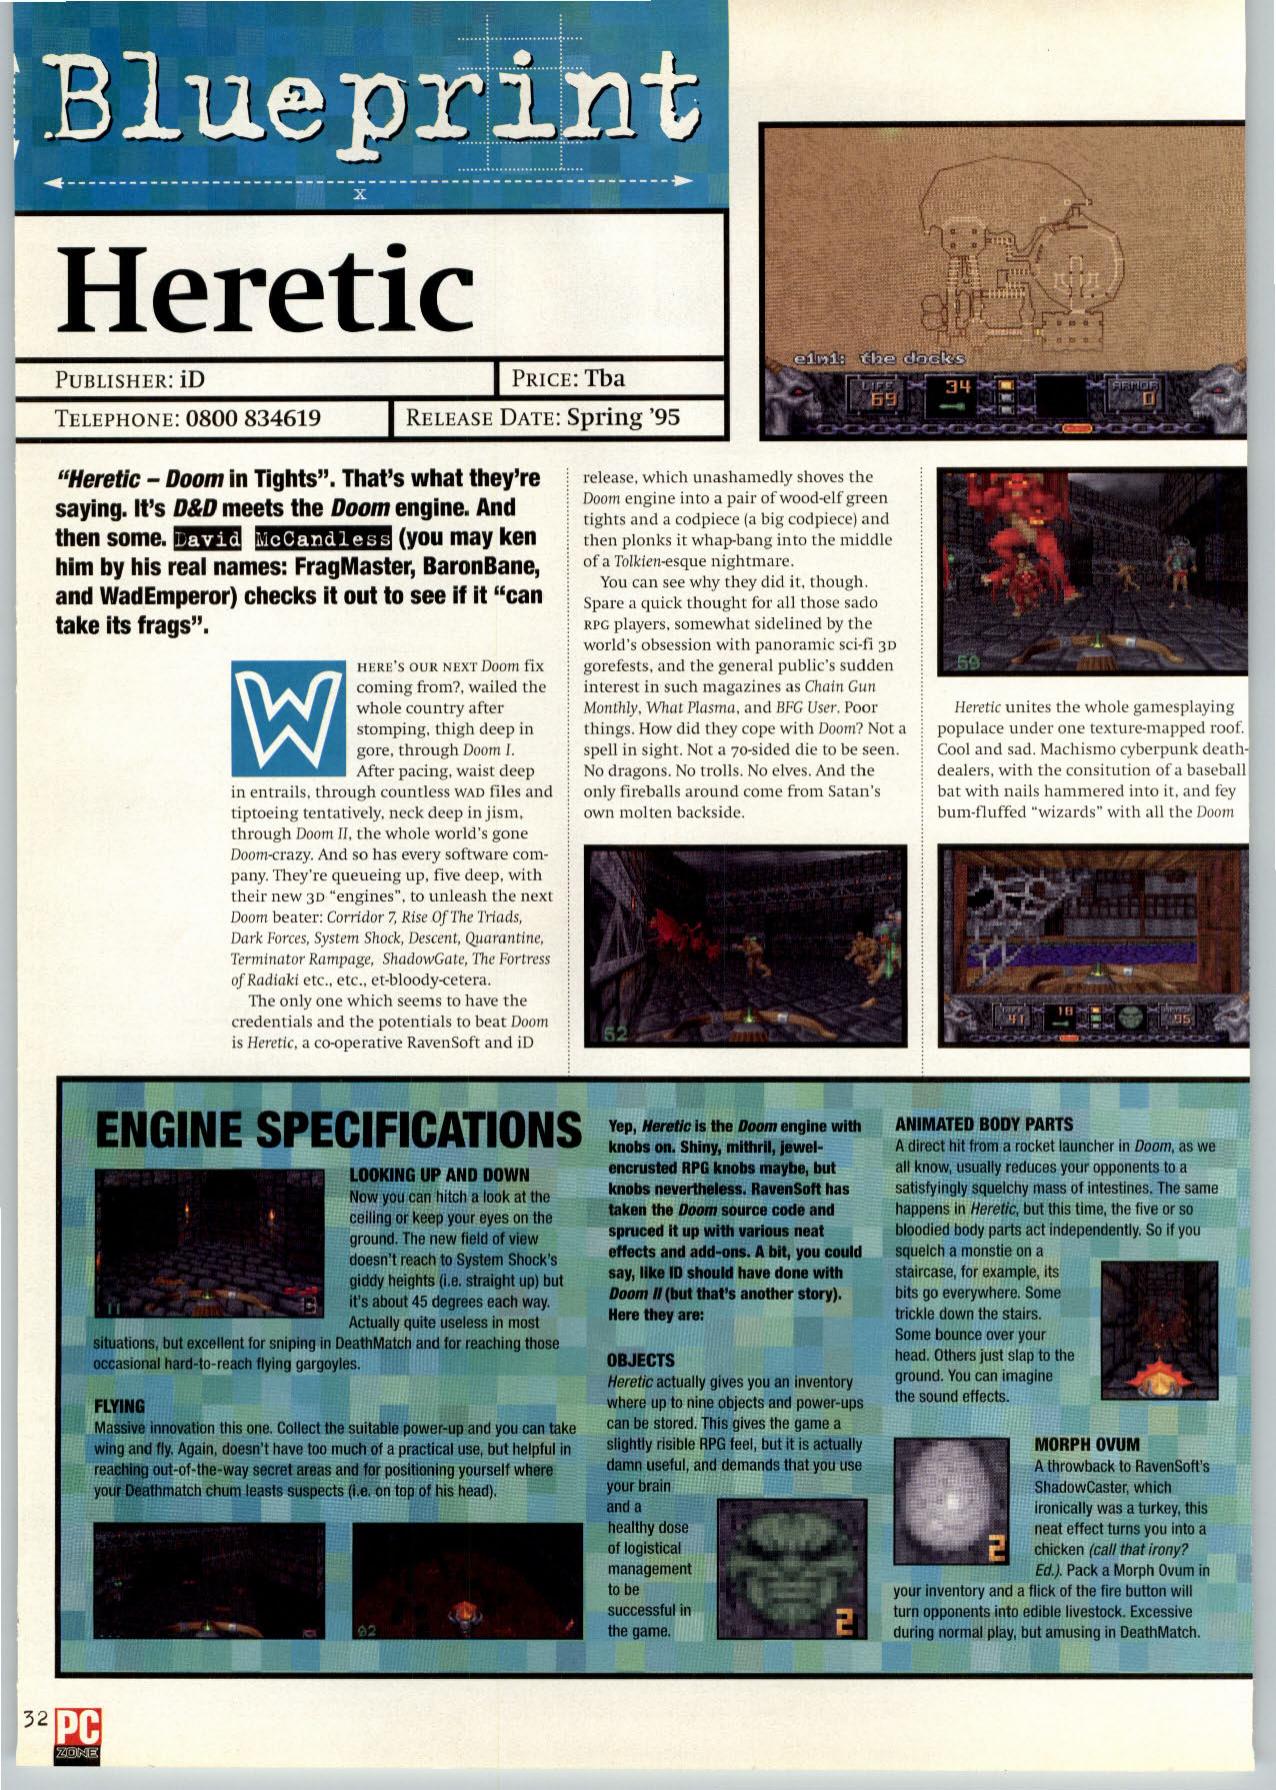 Blueprint
X
Heretic
PUBLISHER: iD
PRICE: Tba
TELEPHONE: 0800 834619
RELEASE DATE: Spring '95
e1m1: the docks
LIFE
69
34
ARMOR
0
“Heretic – Doom in Tights”. That’s what they’re
saying. It’s D&D meets the Doom engine. And
then some. David McCandless (you may ken
him by his real names: FragMaster, BaronBane,
and WadEmperor) checks it out to see if it “can
take its frags”.
WHERE’S OUR NEXT Doom fix
coming from?, wailed the
whole country after
stomping, thigh deep in
gore, through Doom I.
After pacing, waist deep
in entrails, through countless WAD files and
tiptoeing tentatively, neck deep in jism,
through Doom II, the whole world’s gone
Doom-crazy. And so has every software com-
pany. They’re queueing up, five deep, with
their new 3D “engines”, to unleash the next
Doom beater: Corridor 7, Rise Of The Triads,
Dark Forces, System Shock, Descent, Quarantine,
Terminator Rampage, ShadowGate, The Fortress
of Radiaki etc., etc., et-bloody-cetera.
The only one which seems to have the
credentials and the potentials to beat Doom
is Heretic, a co-operative RavenSoft and iD
release, which unashamedly shoves the
Doom engine into a pair of wood-elf green
tights and a codpiece (a big codpiece) and
then plonks it whap-bang into the middle
of a Tolkien-esque nightmare.
You can see why they did it, though.
Spare a quick thought for all those sado
RPG players, somewhat sidelined by the
world’s obsession with panoramic sci-fi 3D
gorefests, and the general public’s sudden
interest in such magazines as Chain Gun
Monthly, What Plasma, and BFG User. Poor
things. How did they cope with Doom? Not a
spell in sight. Not a 70-sided die to be seen.
No dragons. No trolls. No elves. And the
only fireballs around come from Satan’s
own molten backside.
52
59
Heretic unites the whole gamesplaying
populace under one texture-mapped roof.
Cool and sad. Machismo cyberpunk death-
dealers, with the consitution of a baseball
bat with nails hammered into it, and fey
bum-fluffed “wizards” with all the Doom
LIFE
41
18
ARMOR
95
ENGINE SPECIFICATIONS
LOOKING UP AND DOWN
Now you can hitch a look at the
ceiling or keep your eyes on the
ground. The new field of view
doesn’t reach to System Shock’s
giddy heights (i.e. straight up) but
it’s about 45 degrees each way.
Actually quite useless in most
situations, but excellent for sniping in DeathMatch and for reaching those
occasional hard-to-reach flying gargoyles.
FLYING
Massive innovation this one. Collect the suitable power-up and you can take
wing and fly. Again, doesn’t have too much of a practical use, but helpful in
reaching out-of-the-way secret areas and for positioning yourself where
your Deathmatch chum leasts suspects (i.e. on top of his head).
92
Yep, Heretic is the Doom engine with
knobs on. Shiny, mithril, jewel-
encrusted RPG knobs maybe, but
knobs nevertheless. RavenSoft has
taken the Doom source code and
spruced it up with various neat
effects and add-ons. A bit, you could
say, like ID should have done with
Doom II (but that’s another story).
Here they are:
OBJECTS
Heretic actually gives you an inventory
where up to nine objects and power-ups
can be stored. This gives the game a
slightly risible RPG feel, but it is actually
damn useful, and demands that you use
your brain
and a
healthy dose
of logistical
management
to be
successful in
the game.
2
ANIMATED BODY PARTS
A direct hit from a rocket launcher in Doom, as we
all know, usually reduces your opponents to a
satisfyingly squelchy mass of intestines. The same
happens in Heretic, but this time, the five or so
bloodied body parts act independently. So if you
squelch a monstie on a
staircase, for example, its
bits go everywhere. Some
trickle down the stairs.
Some bounce over your
head. Others just slap to the
ground. You can imagine
the sound effects.
2
MORPH OVUM
A throwback to RavenSoft’s
ShadowCaster, which
ironically was a turkey, this
neat effect turns you into a
chicken (call that irony?
Ed.). Pack a Morph Ovum in
your inventory and a flick of the fire button will
turn opponents into edible livestock. Excessive
during normal play, but amusing in DeathMatch.
32
PC
ZONE